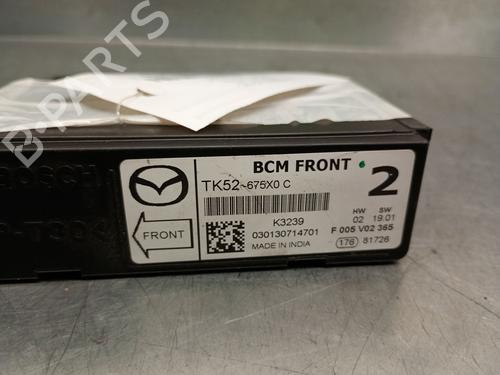 B-PARTS
BOSCH
BCM FRONT
2
TK52-675X0 C
HW SW
02 19.01
K3239
FRONT
030130714701
F 005 V02 365
MADE IN INDIA
176 81726